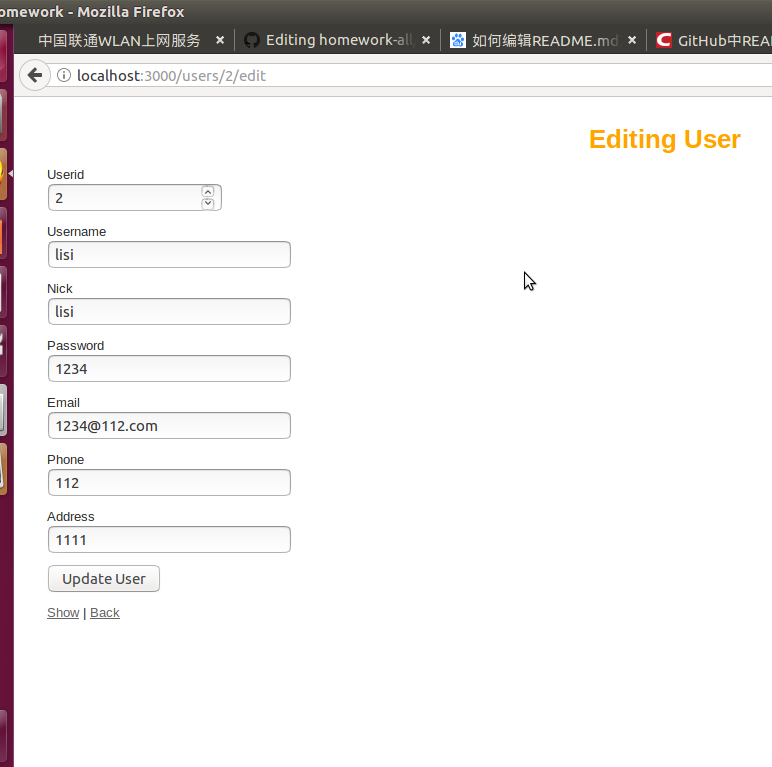 omework - Mozilla Firefox
中国联通WLAN上网服务 × Editing homework-all × 如何编辑README.md × GitHub中REA
localhost:3000/users/2/edit
Editing User
Userid
2
Username
lisi
Nick
lisi
Password
1234
Email
1234@112.com
Phone
112
Address
1111
Update User
Show | Back